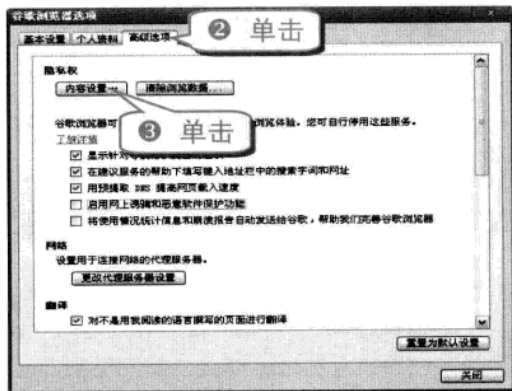 谷歌浏览器选项
基本设置 个人资料 高级选项
❷ 单击
隐私权
内容设置... 清除浏览数据...
❸ 单击
谷歌浏览器可 浏览体验。您可自行停用这些服务。
了解详情
显示针对
在建议服务的帮助下填写键入地址栏中的搜索字词和网址
用预提取 DNS 提高网页载入速度
启用网上诱骗和恶意软件保护功能
将使用情况统计信息和崩溃报告自动发送给谷歌，帮助我们完善谷歌浏览器
网络
设置用于连接网络的代理服务器。
更改代理服务器设置
翻译
对不是用我阅读的语言撰写的页面进行翻译
重置为默认设置
关闭